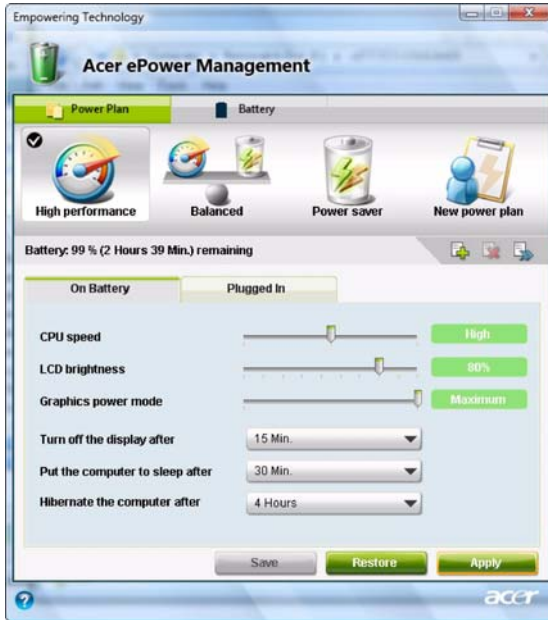 Empowering Technology
Acer ePower Management
Power Plan Battery
High performance Balanced Power saver New power plan
Battery: 99 % (2 Hours 39 Min.) remaining
On Battery Plugged In
CPU speed High
LCD brightness 80%
Graphics power mode Maximum
Turn off the display after 15 Min.
Put the computer to sleep after 30 Min.
Hibernate the computer after 4 Hours
Save Restore Apply
? acer